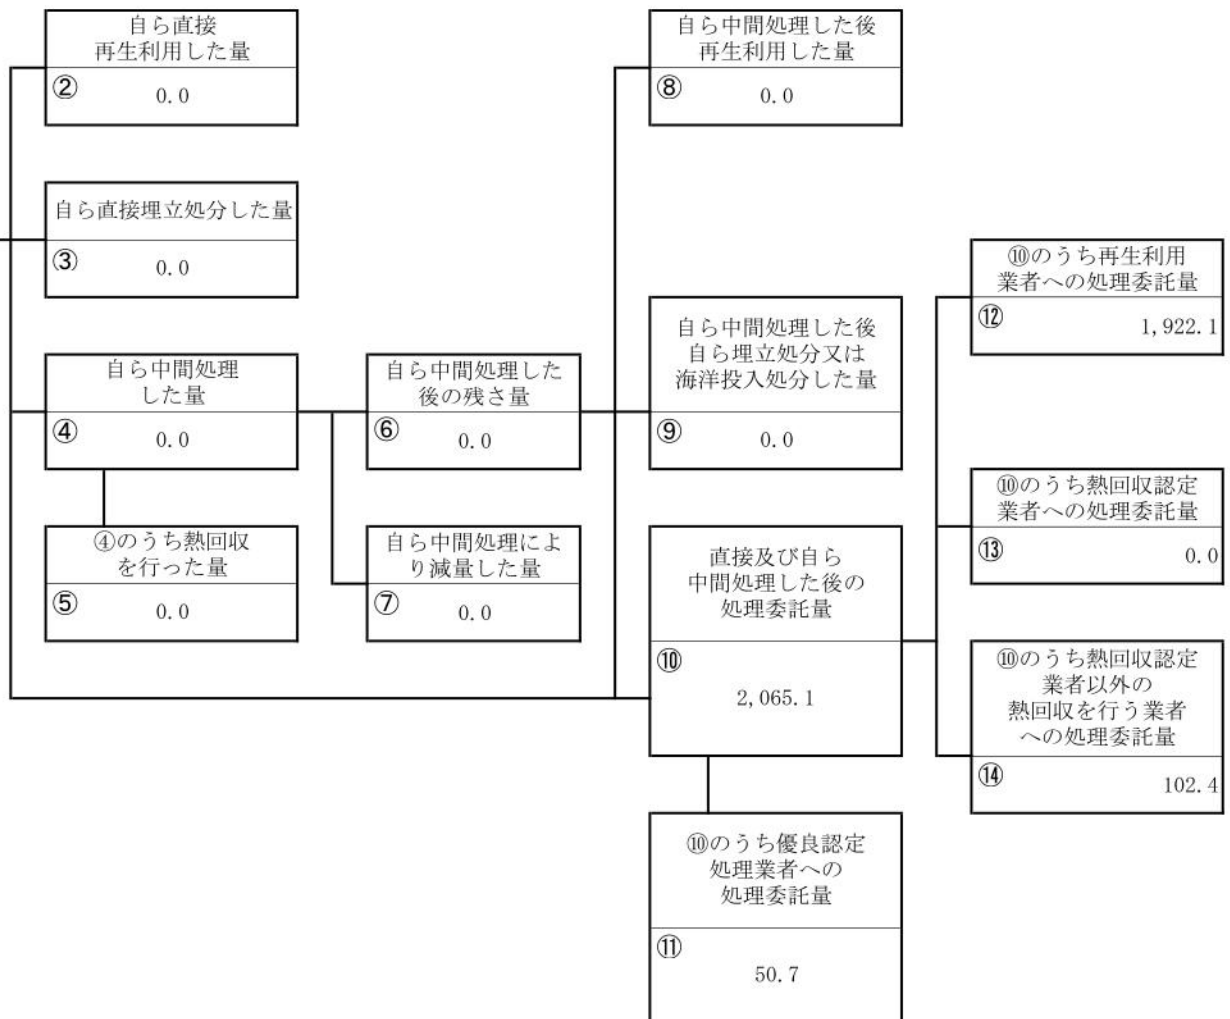 自ら直接
再生利用した量
②
0.0
自ら直接埋立処分した量
③
0.0
自ら中間処理
した量
④
0.0
④のうち熱回収
を行った量
⑤
0.0
自ら中間処理した
後の残さ量
⑥
0.0
自ら中間処理によ
り減量した量
⑦
0.0
自ら中間処理した後
再生利用した量
⑧
0.0
自ら中間処理した後
自ら埋立処分又は
海洋投入処分した量
⑨
0.0
直接及び自ら
中間処理した後の
処理委託量
⑩
2,065.1
⑩のうち優良認定
処理業者への
処理委託量
⑪
50.7
⑩のうち再生利用
業者への処理委託量
⑫
1,922.1
⑩のうち熱回収認定
業者への処理委託量
⑬
0.0
⑩のうち熱回収認定
業者以外の
熱回収を行う業者
への処理委託量
⑭
102.4